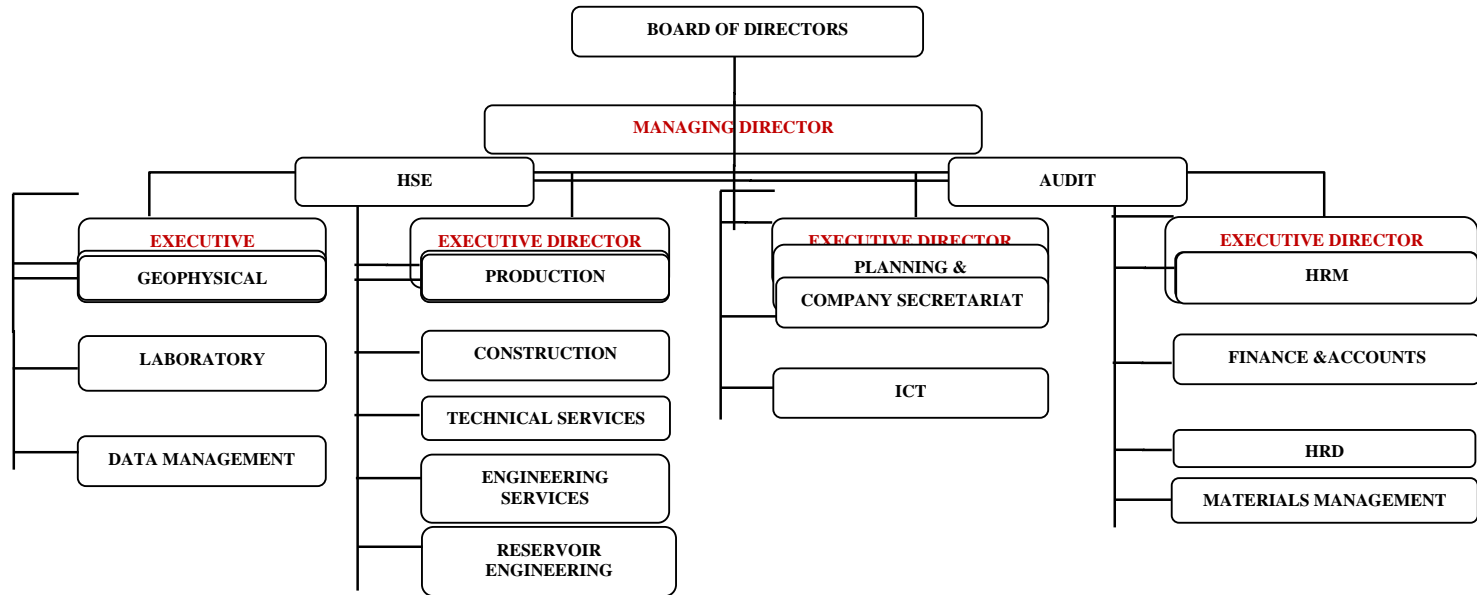 BOARD OF DIRECTORS
MANAGING DIRECTOR
HSE
AUDIT
EXECUTIVE
EXECUTIVE DIRECTOR
EXECUTIVE DIRECTOR
EXECUTIVE DIRECTOR
GEOPHYSICAL
PRODUCTION
PLANNING &
HRM
COMPANY SECRETARIAT
LABORATORY
CONSTRUCTION
FINANCE &ACCOUNTS
ICT
TECHNICAL SERVICES
DATA MANAGEMENT
HRD
ENGINEERING
SERVICES
MATERIALS MANAGEMENT
RESERVOIR
ENGINEERING